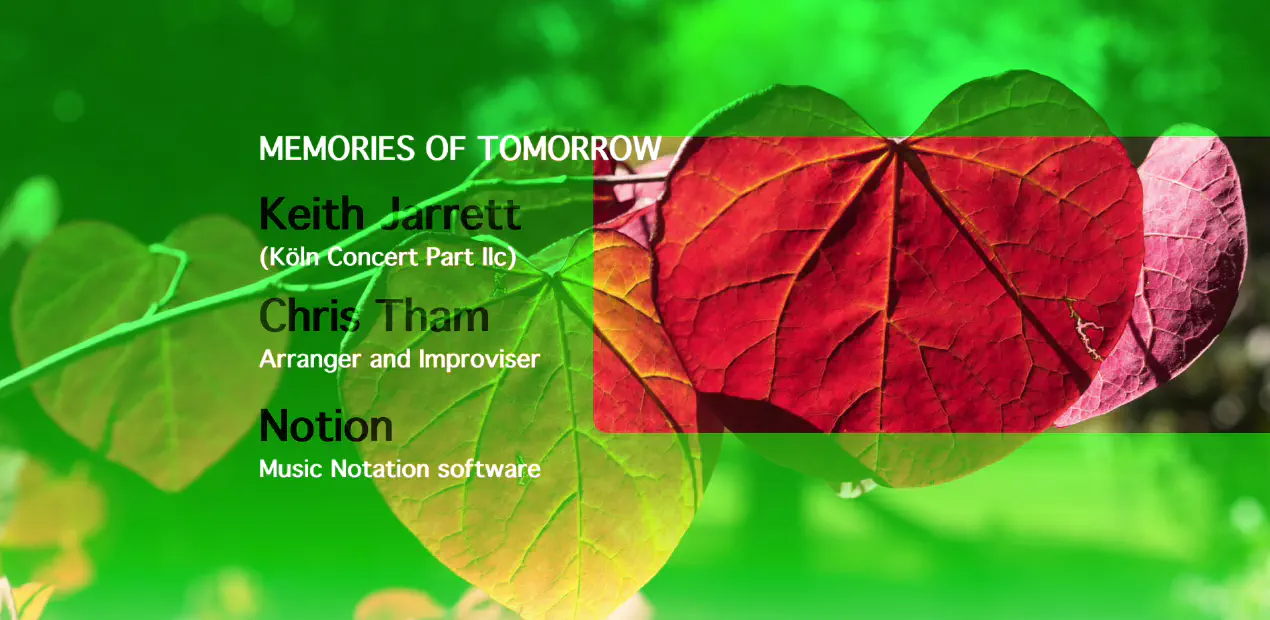 MEMORIES OF TOMORROW
Keith Jarrett
(Köln Concert Part IIc)
Chris Tham
Arranger and Improviser
Notion
Music Notation software